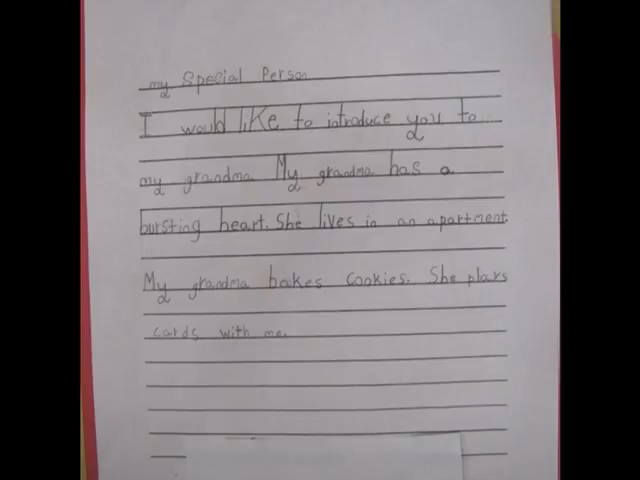 my Special Person
I would like to introduce you to
my grandma My grandma has a
bursting heart. She lives in an apartment.
My grandma bakes cookies. She plars
cards with me.